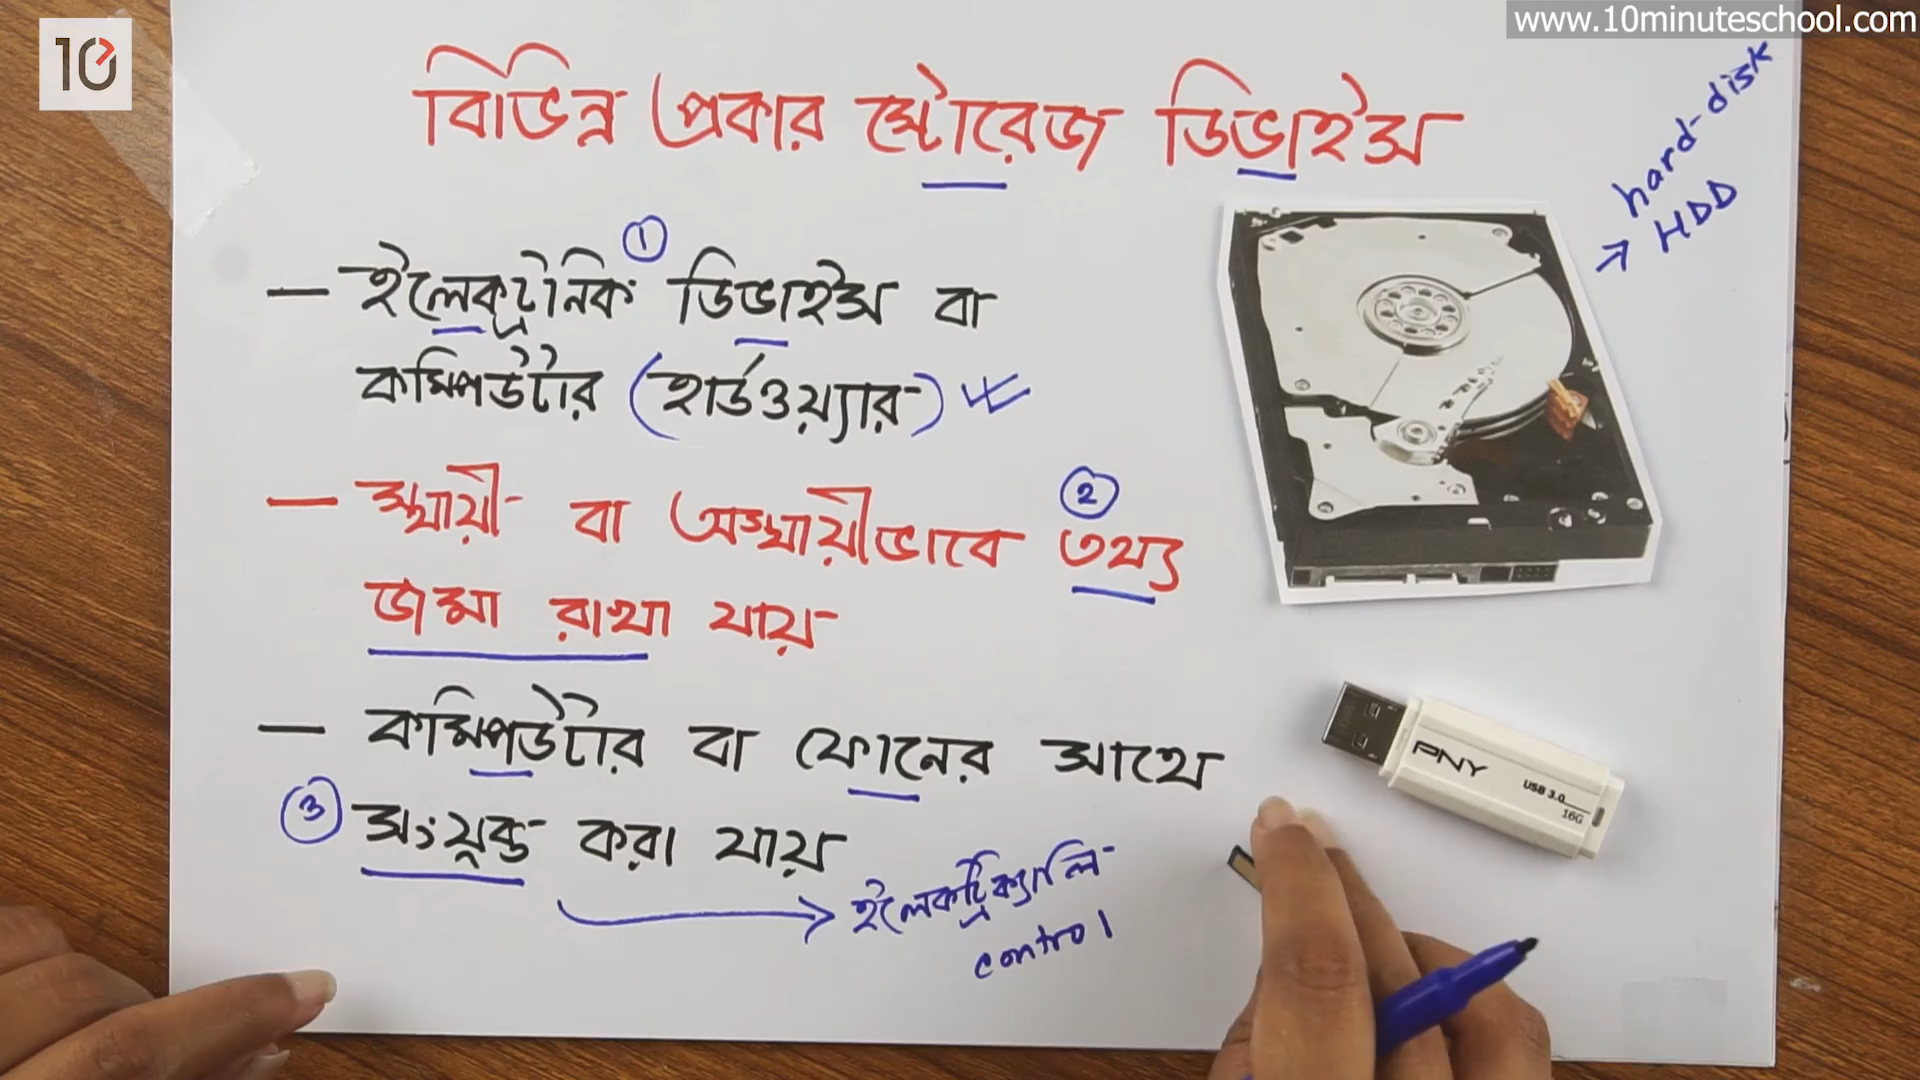 10
www.10minuteschool.com
বিভিন্ন প্রকার স্টোরেজ ডিভাইস
hard-disk
→ HDD
①
— ইলেকট্রনিক ডিভাইস বা
কম্পিউটার (হার্ডওয়্যার)
②
— স্থায়ী বা অস্থায়ীভাবে তথ্য
জমা রাখা যায়
— কম্পিউটার বা ফোনের সাথে
③ সংযুক্ত করা যায়
→ ইলেকট্রিক্যালি
control
PNY
USB 3.0
16G